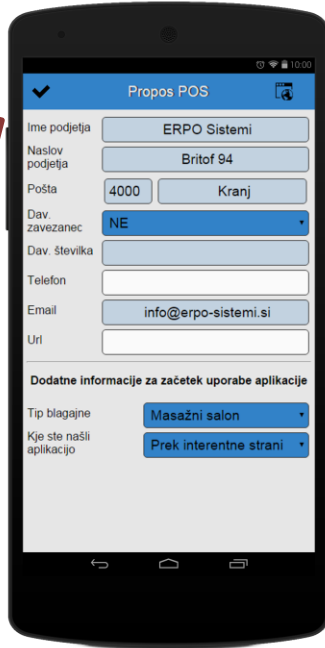 10:00
Propos POS
Ime podjetja ERPO Sistemi
Naslov
podjetja Britof 94
Pošta 4000 Kranj
Dav.
zavezanec NE
Dav. številka
Telefon
Email info@erpo-sistemi.si
Url
Dodatne informacije za začetek uporabe aplikacije
Tip blagajne Masažni salon
Kje ste našli
aplikacijo Prek interentne strani